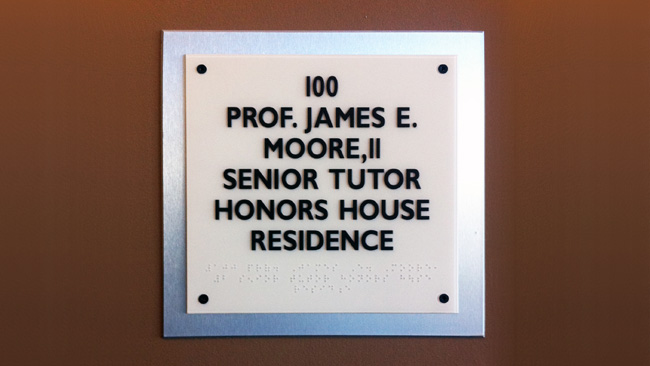 100
PROF. JAMES E.
MOORE,II
SENIOR TUTOR
HONORS HOUSE
RESIDENCE